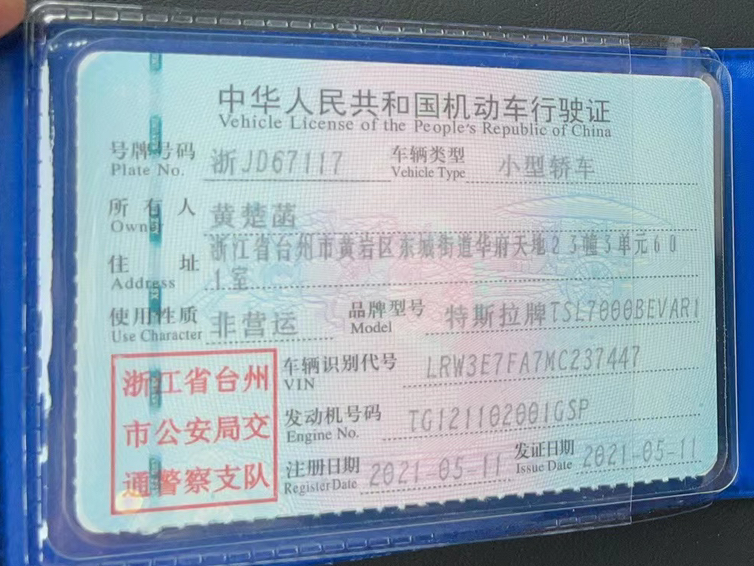 中华人民共和国机动车行驶证
Vehicle License of the People's Republic of China
号牌号码 浙JD67117 车辆类型 小型轿车
Plate No. Vehicle Type
所有人 黄楚菡
Owner
住址 浙江省台州市黄岩区东城街道华府天地23幢3单元60
Address 1室
使用性质 非营运 品牌型号 特斯拉牌TSL7000BEVAR1
Use Character Model
浙江省台州 车辆识别代号 LRW3E7FA7MC237447
VIN
市公安局交 发动机号码 TG121102001GSP
Engine No.
通警察支队 注册日期 2021-05-11 发证日期 2021-05-11
Register Date Issue Date